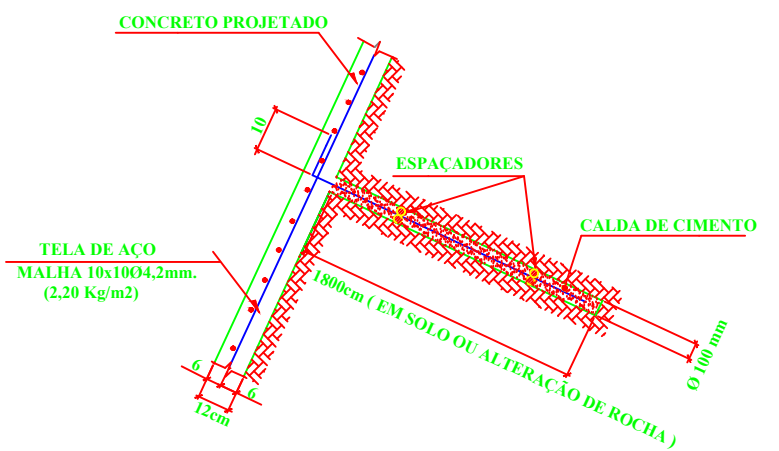 CONCRETO PROJETADO
10
ESPAÇADORES
CALDA DE CIMENTO
TELA DE AÇO
MALHA 10x10Ø4,2mm.
(2,20 Kg/m2)
1800cm ( EM SOLO OU ALTERAÇÃO DE ROCHA )
Ø 100 mm
6
6
12cm